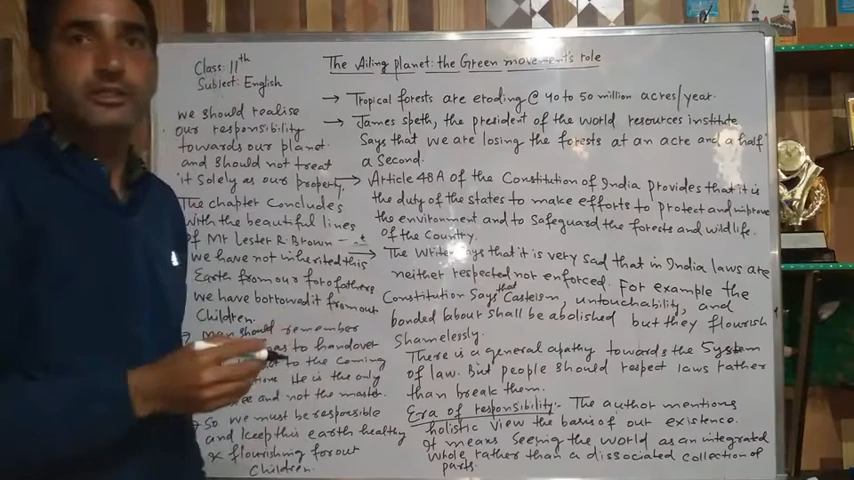 Class: 11th
Subject: English
The Ailing planet: the Green movement's role
we should realise
our responsibility
towards our planet
and should not treat
it solely as our property.
The chapter Concludes
with the beautiful lines
of Mr Lester R Brown -
we have not inherited this
Earth from our forofathers
we have borrowed it from our
Children.
man should remember
has to handover
to the coming
He is the only
and not the master.
So we must be responsible
and keep this earth healthy
& flourishing for our
Children.
→ Tropical forests are eroding @ 40 to 50 million acres/year.
→ James speth, the president of the world resources institute
Says that we are losing the forests at an acre and a half
a Second.
→ Article 48A of the Constitution of India provides that it is
the duty of the states to make efforts to protect and improve
the environment and to safeguard the forests and wildlife
of the Country.
→ The Writer says that it is very sad that in India laws are
neither respected not enforced. For example the
Constitution Says that Casteism, untouchability, and
bonded labour shall be abolished but they flourish
Shamelessly.
There is a general apathy towards the System
of law. But people should respect laws rather
than break them.
Era of responsibility. The author mentions
holistic view the basis of our existence.
It means seeing the world as an integrated
whole rather than a dissociated collection of
parts.